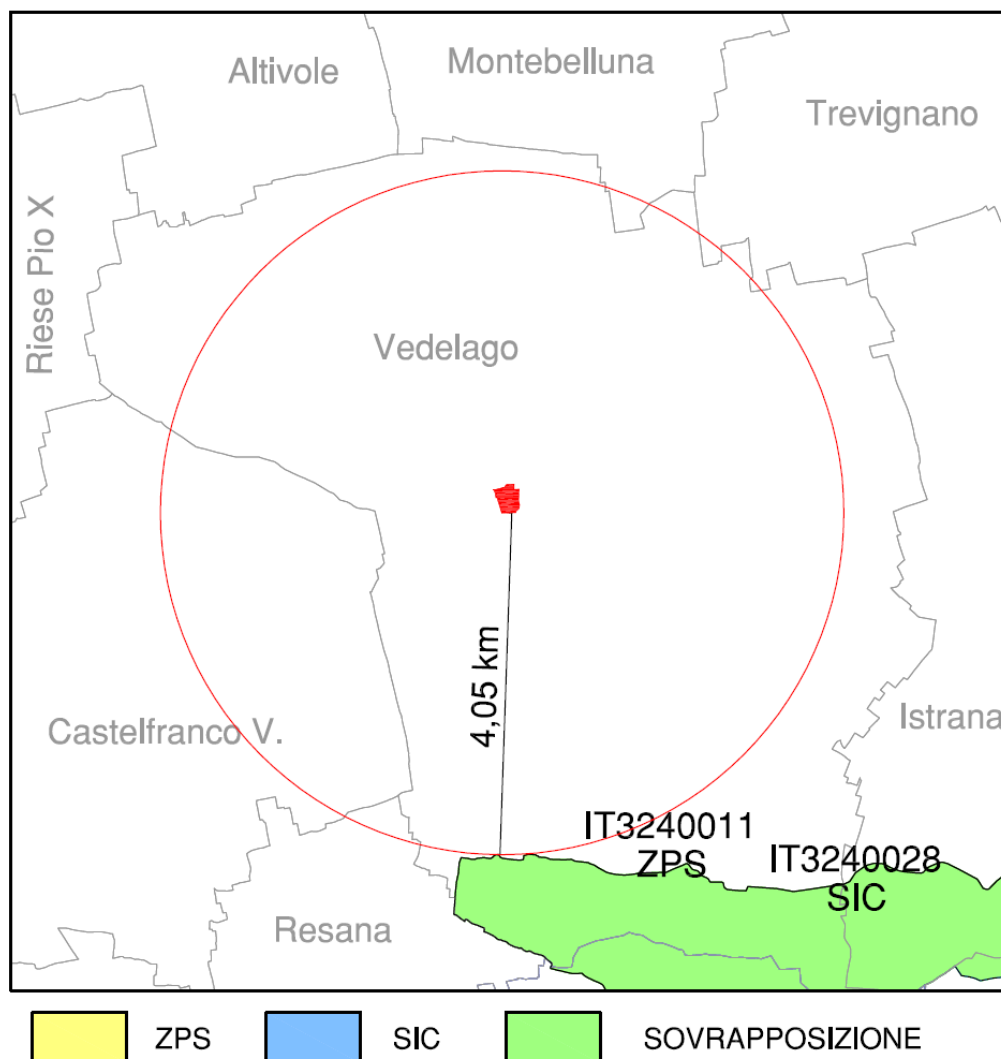 Altivole
Montebelluna
Trevignano
Riese Pio X
Vedelago
4,05 km
Castelfranco V.
Istrana
IT3240011
ZPS
IT3240028
SIC
Resana
ZPS
SIC
SOVRAPPOSIZIONE